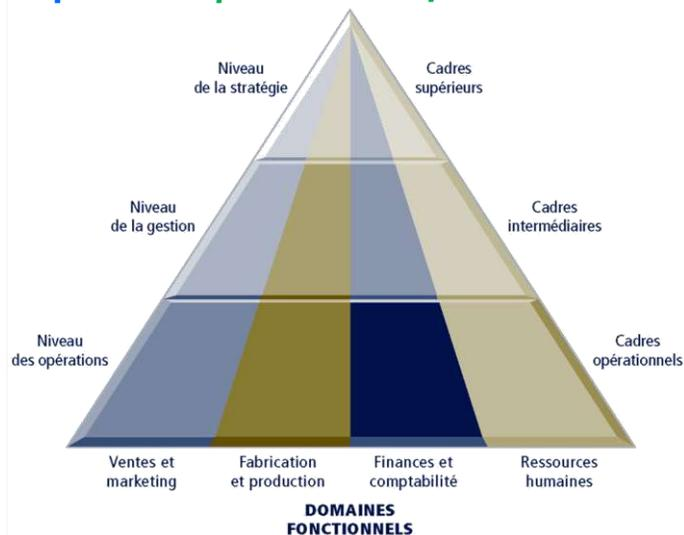 Niveau
de la stratégie
Cadres
supérieurs
Niveau
de la gestion
Cadres
intermédiaires
Niveau
des opérations
Cadres
opérationnels
Ventes et
marketing
Fabrication
et production
Finances et
comptabilité
Ressources
humaines
DOMAINES
FONCTIONNELS